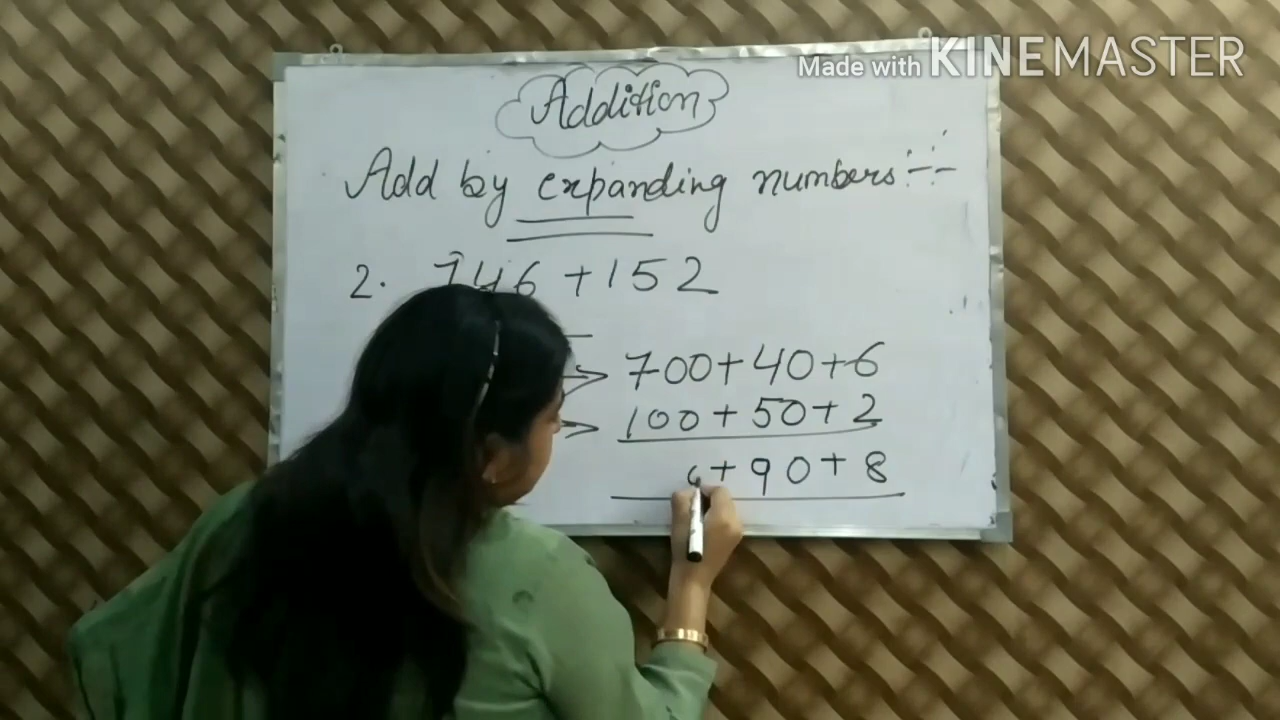 Made with KINEMASTER
Addition
Add by expanding numbers:--
2. 746 + 152
700+40+6
100+50+2
+90+8